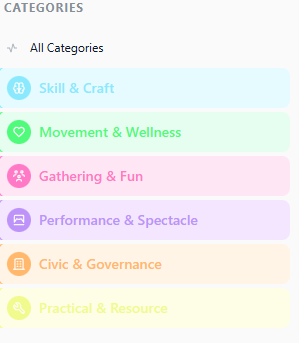 CATEGORIES
All Categories
Skill & Craft
Movement & Wellness
Gathering & Fun
Performance & Spectacle
Civic & Governance
Practical & Resource